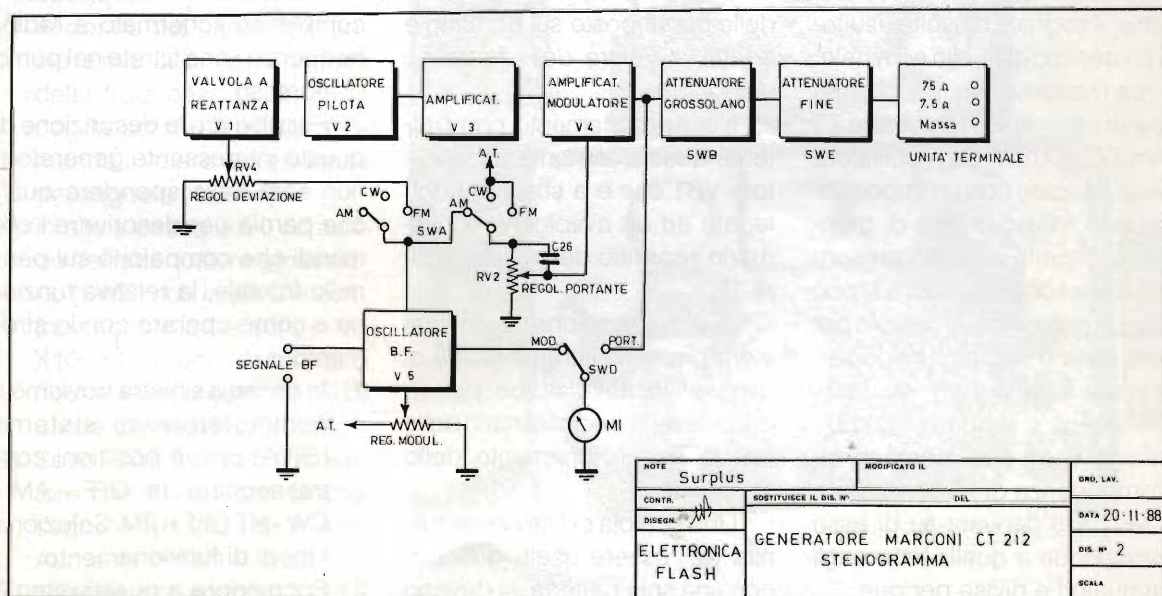 VALVOLA A
REATTANZA
V 1
OSCILLATORE
PILOTA
V 2
AMPLIFICAT.
V 3
AMPLIFICAT.
MODULATORE
V 4
ATTENUATORE
GROSSOLANO
SWB
ATTENUATORE
FINE
SWE
75 Ω
7,5 Ω
Massa
UNITA' TERMINALE
RV4
REGOL DEVIAZIONE
CW
AM
FM
SWA
A.T.
CW
AM
FM
C26
RV2
REGOL. PORTANTE
OSCILLATORE
B.F.
V 5
SEGNALE BF
MOD.
PORT.
SWD
MI
A.T.
REG. MODUL.
NOTE
Surplus
MODIFICATO IL
ORD, LAV.
CONTR.
SOSTITUISCE IL DIS. N°
DEL
DISEGN.
DATA 20-11-88
ELETTRONICA
FLASH
GENERATORE MARCONI CT 212
STENOGRAMMA
DIS. N° 2
SCALA